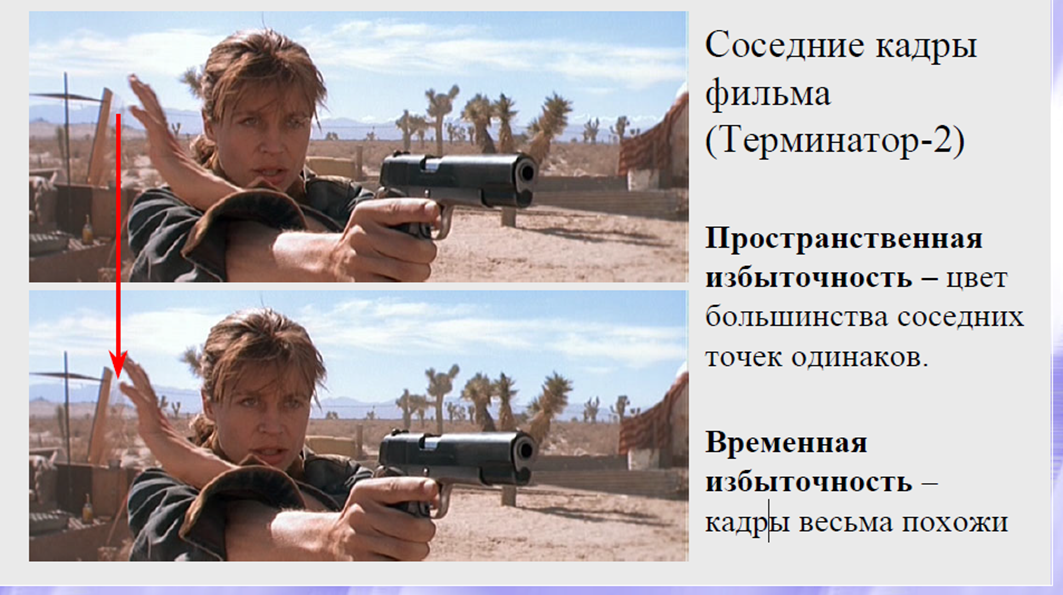 Соседние кадры
фильма
(Терминатор-2)
Пространственная
избыточность – цвет
большинства соседних
точек одинаков.
Временная
избыточность –
кадры весьма похожи